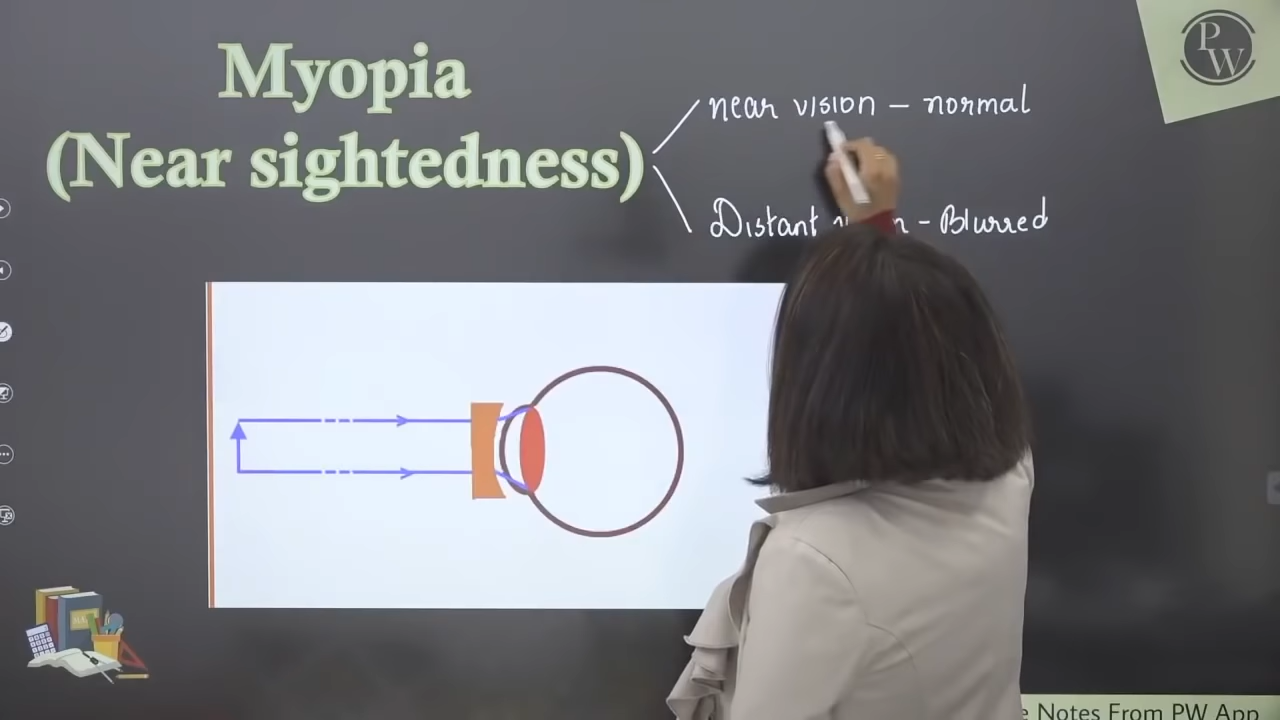 Myopia
(Near sightedness)
near vision – normal
Distant – Blurred
PW
Notes From PW App